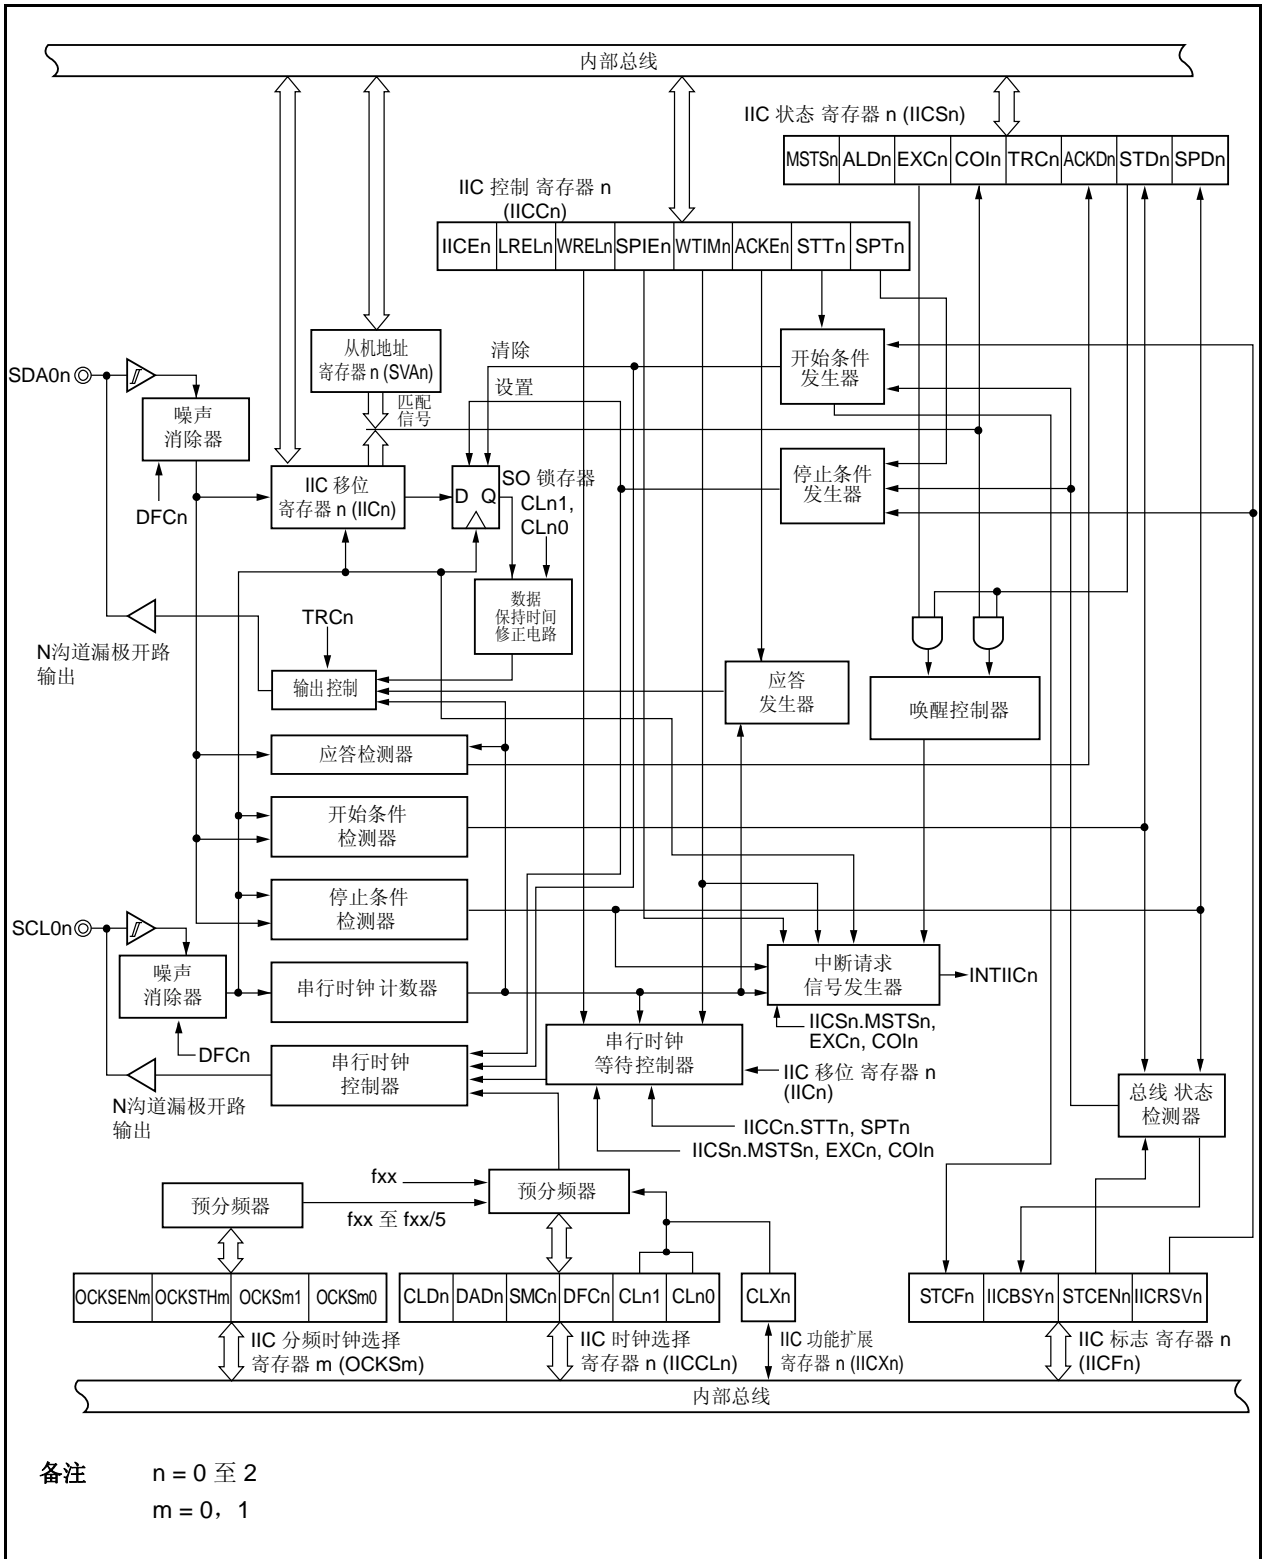 内部总线
IIC 状态 寄存器 n (IICSn)
MSTSn ALDn EXCn COIn TRCn ACKDn STDn SPDn
IIC 控制 寄存器 n
(IICCn)
IICEn LRELn WRELn SPIEn WTIMn ACKEn STTn SPTn
从机地址
寄存器 n (SVAn)
清除
设置
匹配
信号
开始条件
发生器
SDA0n
噪声
消除器
DFCn
IIC 移位
寄存器 n (IICn)
D Q
SO 锁存器
CLn1,
CLn0
停止条件
发生器
数据
保持时间
修正电路
TRCn
N沟道漏极开路
输出
输出控制
应答
发生器
唤醒控制器
应答检测器
开始条件
检测器
停止条件
检测器
SCL0n
噪声
消除器
DFCn
串行时钟 计数器
中断请求
信号发生器
INTIICn
IICSn.MSTSn,
EXCn, COIn
串行时钟
控制器
串行时钟
等待控制器
IIC 移位 寄存器 n
(IICn)
N沟道漏极开路
输出
IICCn.STTn, SPTn
IICSn.MSTSn, EXCn, COIn
总线 状态
检测器
预分频器
fxx
fxx 至 fxx/5
预分频器
OCKSENm OCKSTHm OCKSm1 OCKSm0
CLDn DADn SMCn DFCn CLn1 CLn0
CLXn
STCFn IICBSYn STCENn IICRSVn
IIC 分频时钟选择
寄存器 m (OCKSm)
IIC 时钟选择
寄存器 n (IICCLn)
IIC 功能扩展
寄存器 n (IICXn)
IIC 标志 寄存器 n
(IICFn)
内部总线
备注 n = 0 至 2
m = 0，1